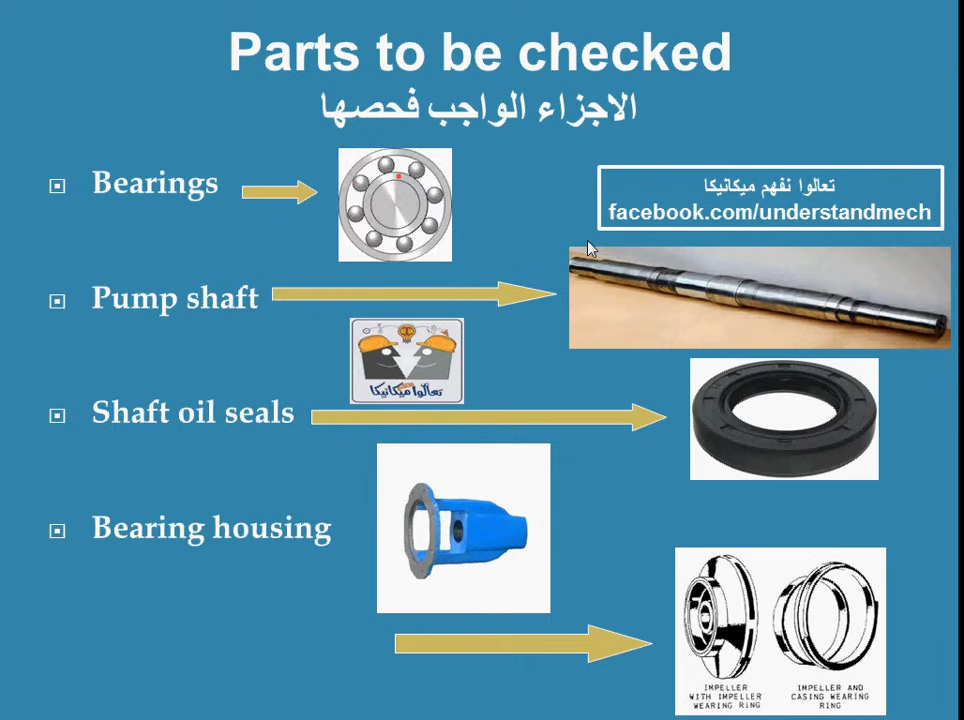 Parts to be checked
الاجزاء الواجب فحصها
Bearings
تعالوا نفهم ميكانيكا
facebook.com/understandmech
Pump shaft
تعالوا نفهم ميكانيكا
Shaft oil seals
Bearing housing
IMPELLER
WITH IMPELLER
WEARING RING
IMPELLER AND
CASING WEARING
RING